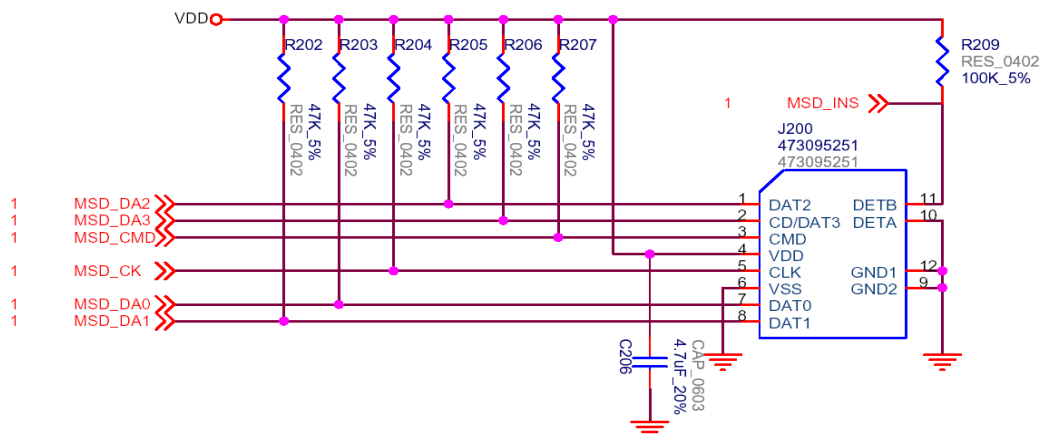 VDD
R202 R203 R204 R205 R206 R207
47K_5% 47K_5% 47K_5% 47K_5% 47K_5% 47K_5%
RES_0402 RES_0402 RES_0402 RES_0402 RES_0402 RES_0402
R209
RES_0402
100K_5%
1 MSD_INS
J200
473095251
473095251
1 MSD_DA2 1 DAT2 DETB 11
1 MSD_DA3 2 CD/DAT3 DETA 10
1 MSD_CMD 3 CMD
4 VDD
1 MSD_CK 5 CLK GND1 12
6 VSS GND2 9
1 MSD_DA0 7 DAT0
1 MSD_DA1 8 DAT1
C206
4.7uF_20%
CAP_0603